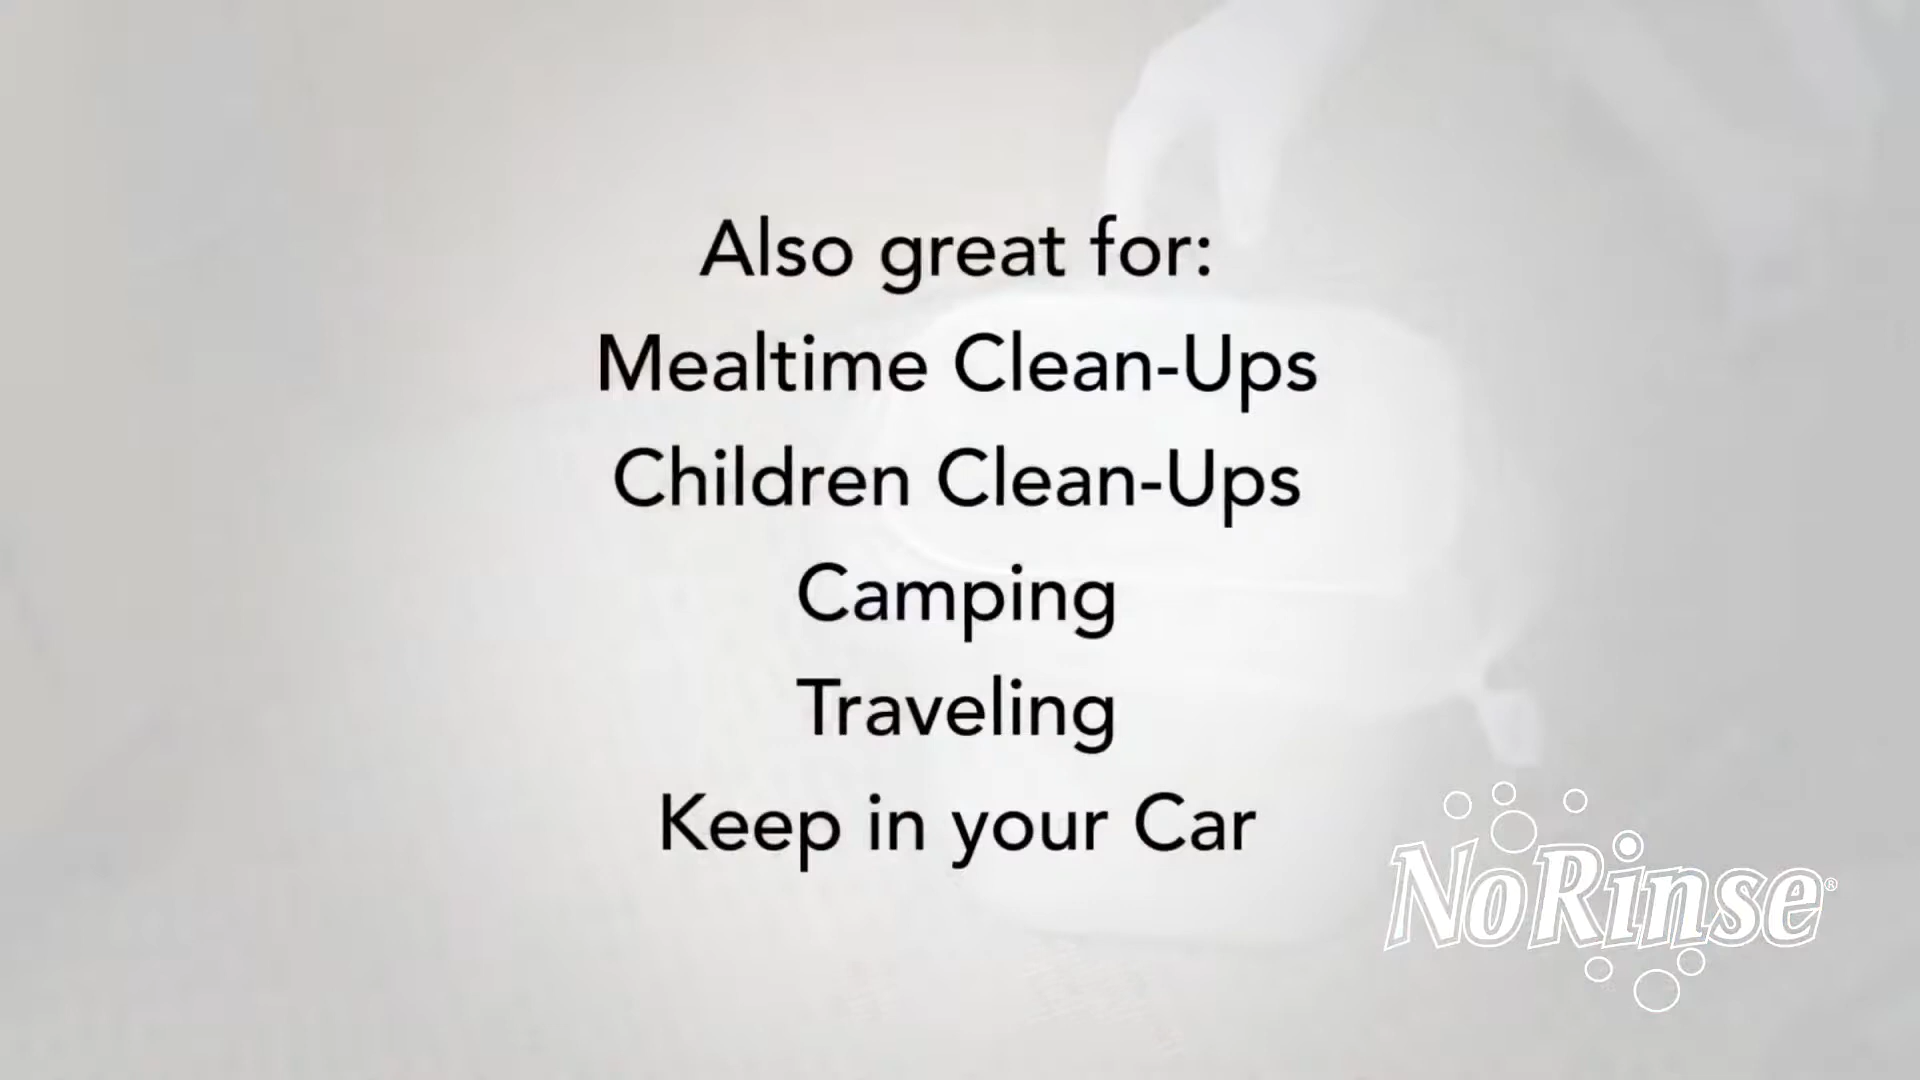 Also great for:
Mealtime Clean-Ups
Children Clean-Ups
Camping
Traveling
Keep in your Car
NoRinse®